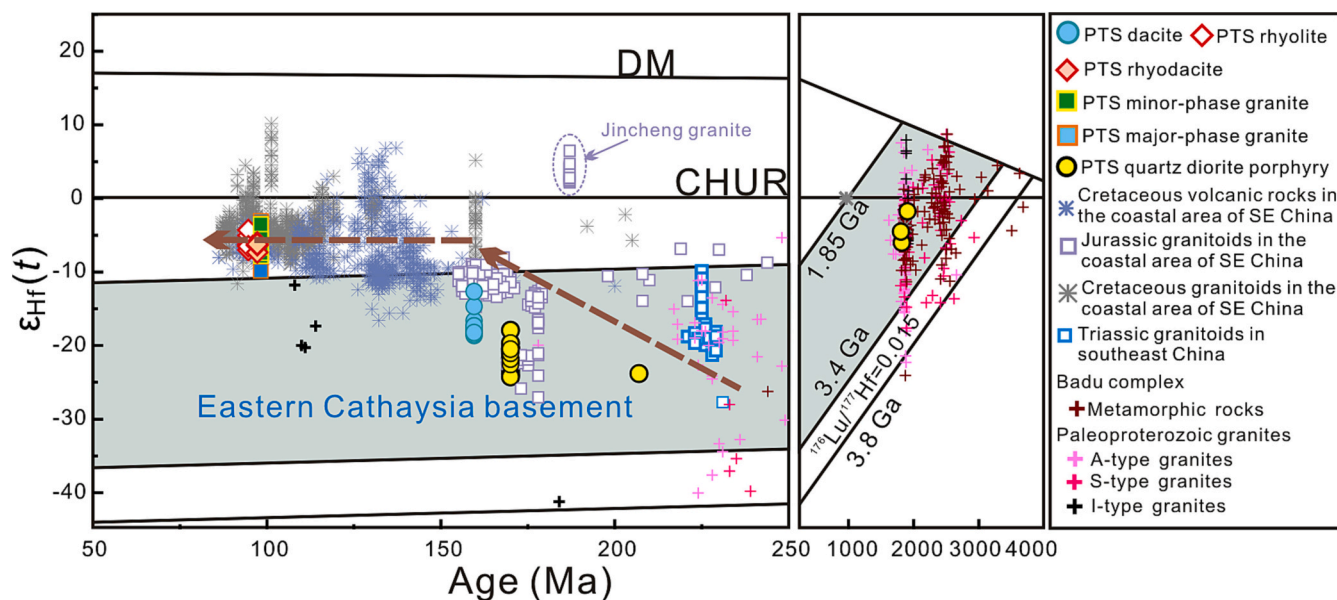 εHf(t)
20
10
0
-10
-20
-30
-40
DM
Jincheng granite
CHUR
Eastern Cathaysia basement
50
100
150
200
250
Age (Ma)
1.85 Ga
3.4 Ga
¹⁷⁶Lu/¹⁷⁷Hf=0.015
3.8 Ga
1000
2000
3000
4000
PTS dacite
PTS rhyolite
PTS rhyodacite
PTS minor-phase granite
PTS major-phase granite
PTS quartz diorite porphyry
Cretaceous volcanic rocks in
the coastal area of SE China
Jurassic granitoids in the
coastal area of SE China
Cretaceous granitoids in the
coastal area of SE China
Triassic granitoids in
southeast China
Badu complex
Metamorphic rocks
Paleoproterozoic granites
A-type granites
S-type granites
I-type granites